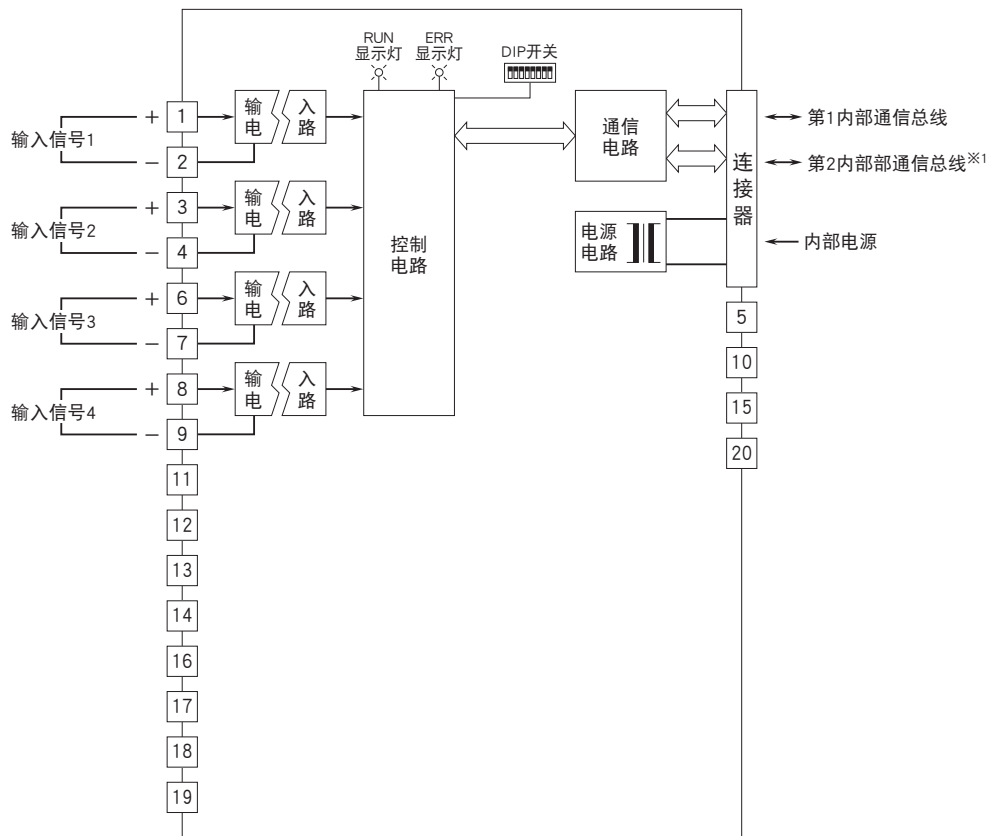 RUN
显示灯
ERR
显示灯
DIP开关
输入信号1
+
1
−
2
输 入
电 路
输入信号2
+
3
−
4
输 入
电 路
输入信号3
+
6
−
7
输 入
电 路
输入信号4
+
8
−
9
输 入
电 路
控制
电路
通信
电路
电源
电路
连
接
器
第1内部通信总线
第2内部部通信总线※1
内部电源
5
10
15
20
11
12
13
14
16
17
18
19